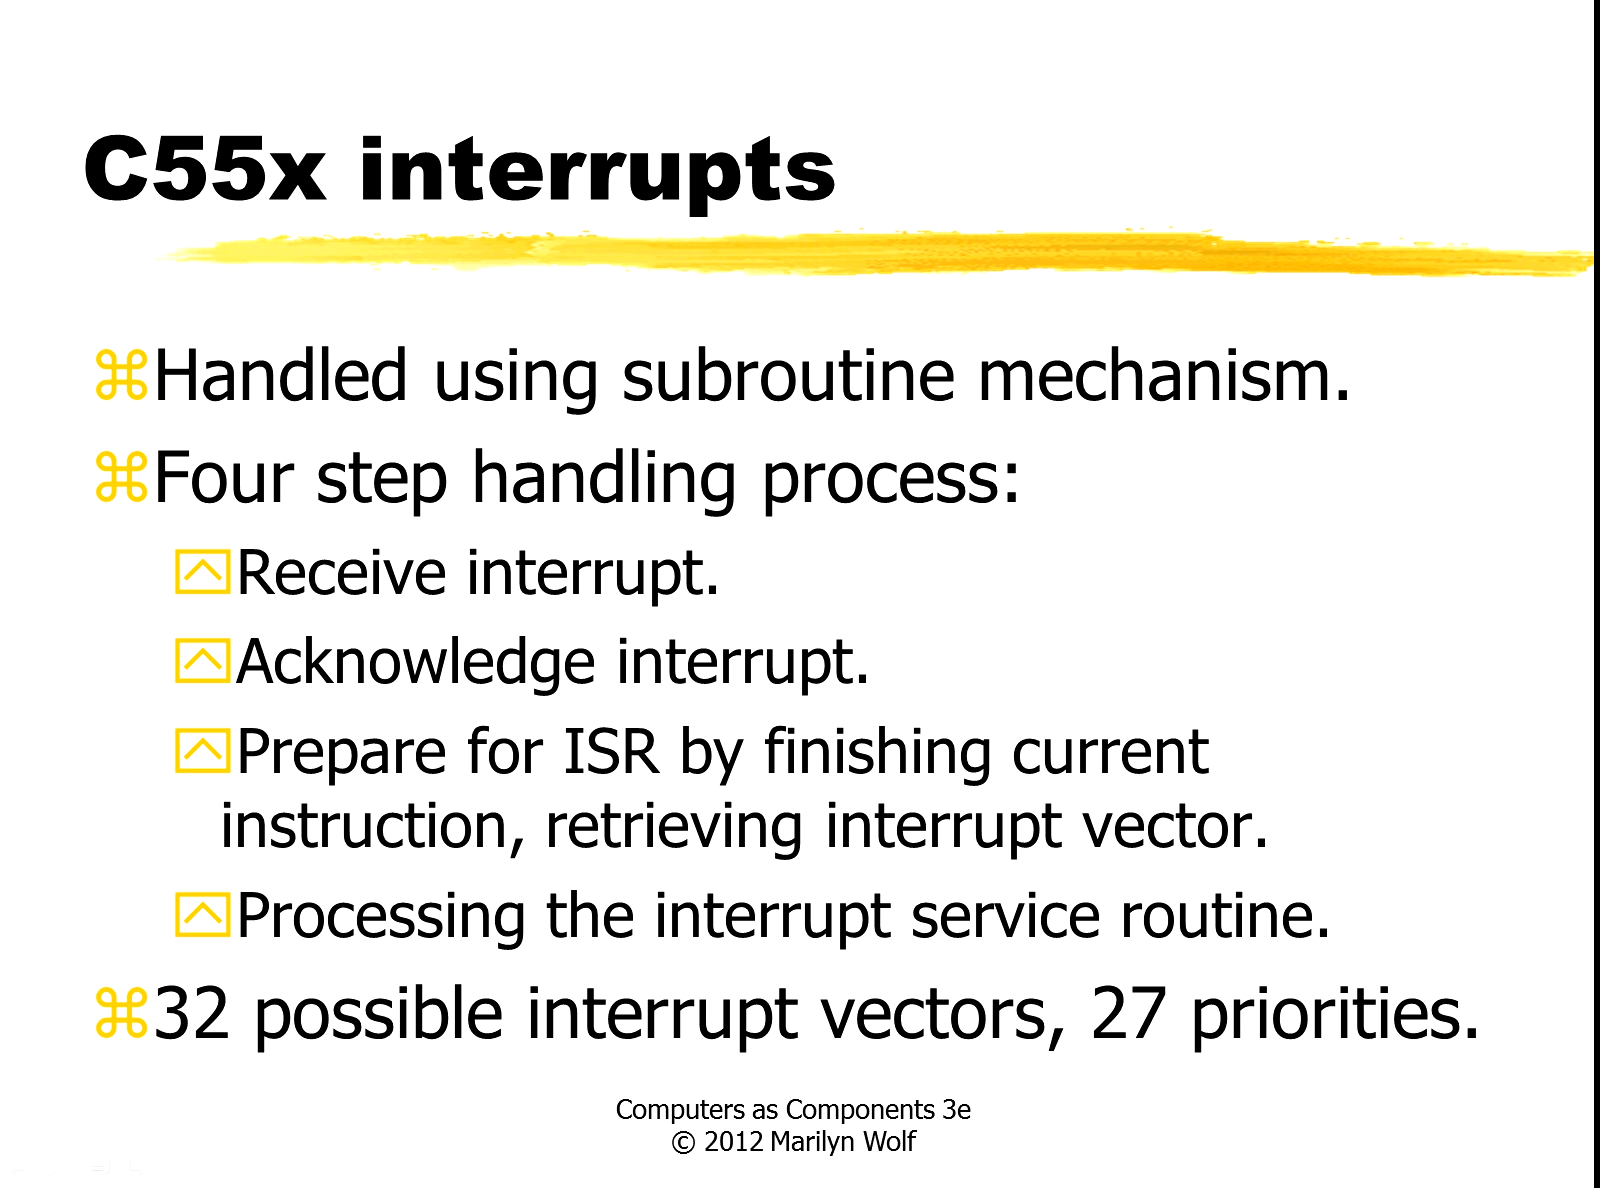 C55x interrupts
Handled using subroutine mechanism.
Four step handling process:
Receive interrupt.
Acknowledge interrupt.
Prepare for ISR by finishing current
instruction, retrieving interrupt vector.
Processing the interrupt service routine.
32 possible interrupt vectors, 27 priorities.
Computers as Components 3e
© 2012 Marilyn Wolf